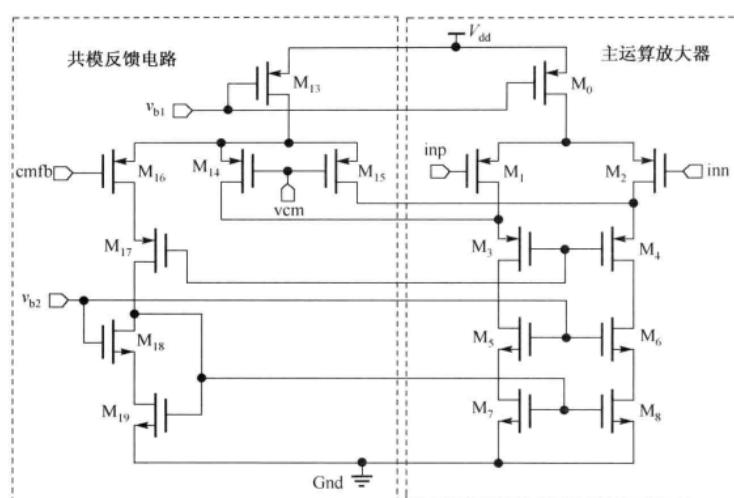 共模反馈电路
V_dd
主运算放大器
M_13
M_0
v_b1
cmfb
M_16
M_14
M_15
vcm
inp
M_1
M_2
inn
M_17
M_3
M_4
v_b2
M_18
M_5
M_6
M_19
M_7
M_8
Gnd